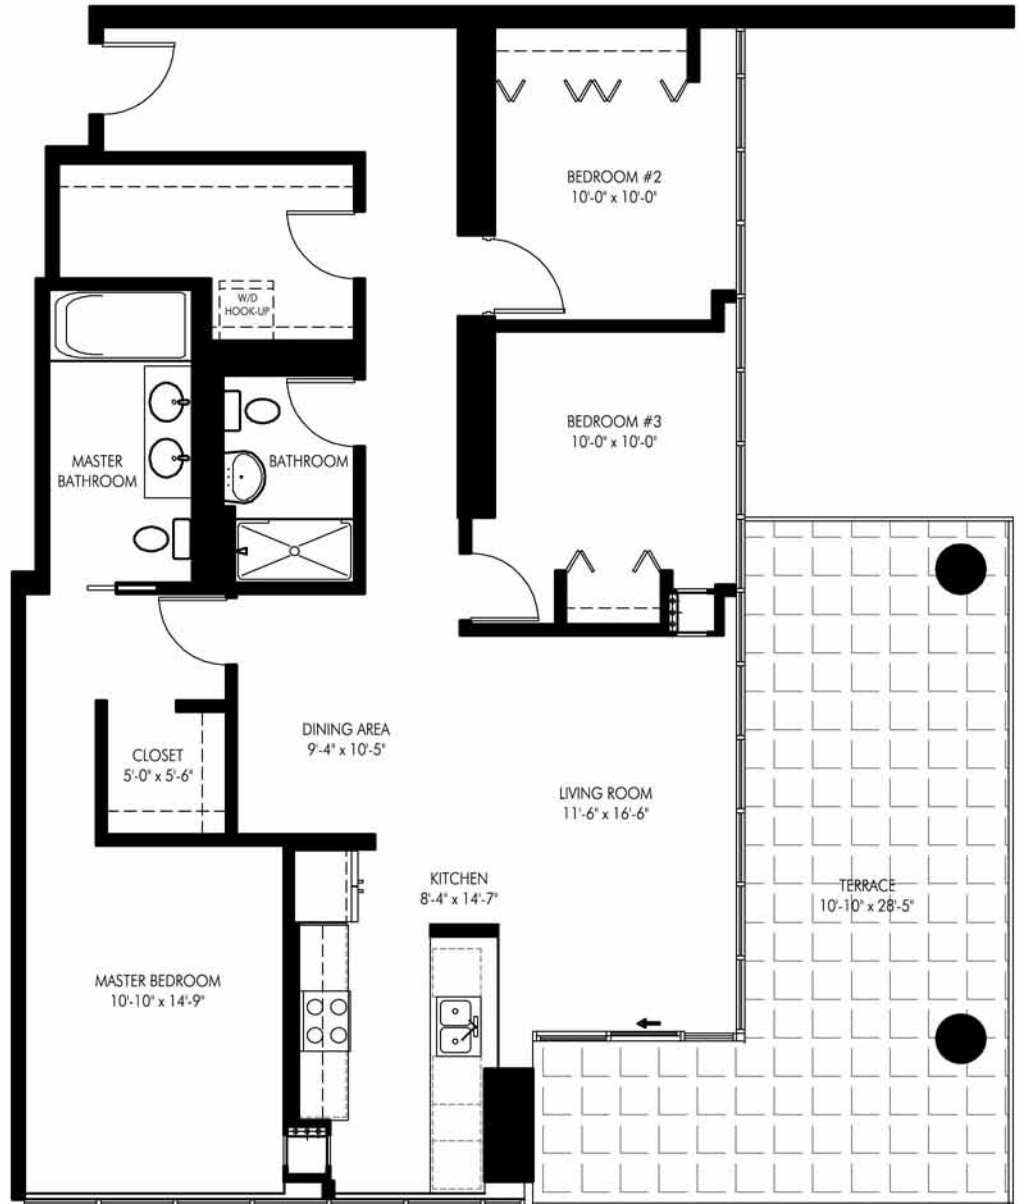 BEDROOM #2
10'-0" x 10'-0"
W/D
HOOK-UP
BEDROOM #3
10'-0" x 10'-0"
MASTER
BATHROOM
BATHROOM
DINING AREA
9'-4" x 10'-5"
CLOSET
5'-0" x 5'-6"
LIVING ROOM
11'-6" x 16'-6"
KITCHEN
8'-4" x 14'-7"
TERRACE
10'-10" x 28'-5"
MASTER BEDROOM
10'-10" x 14'-9"